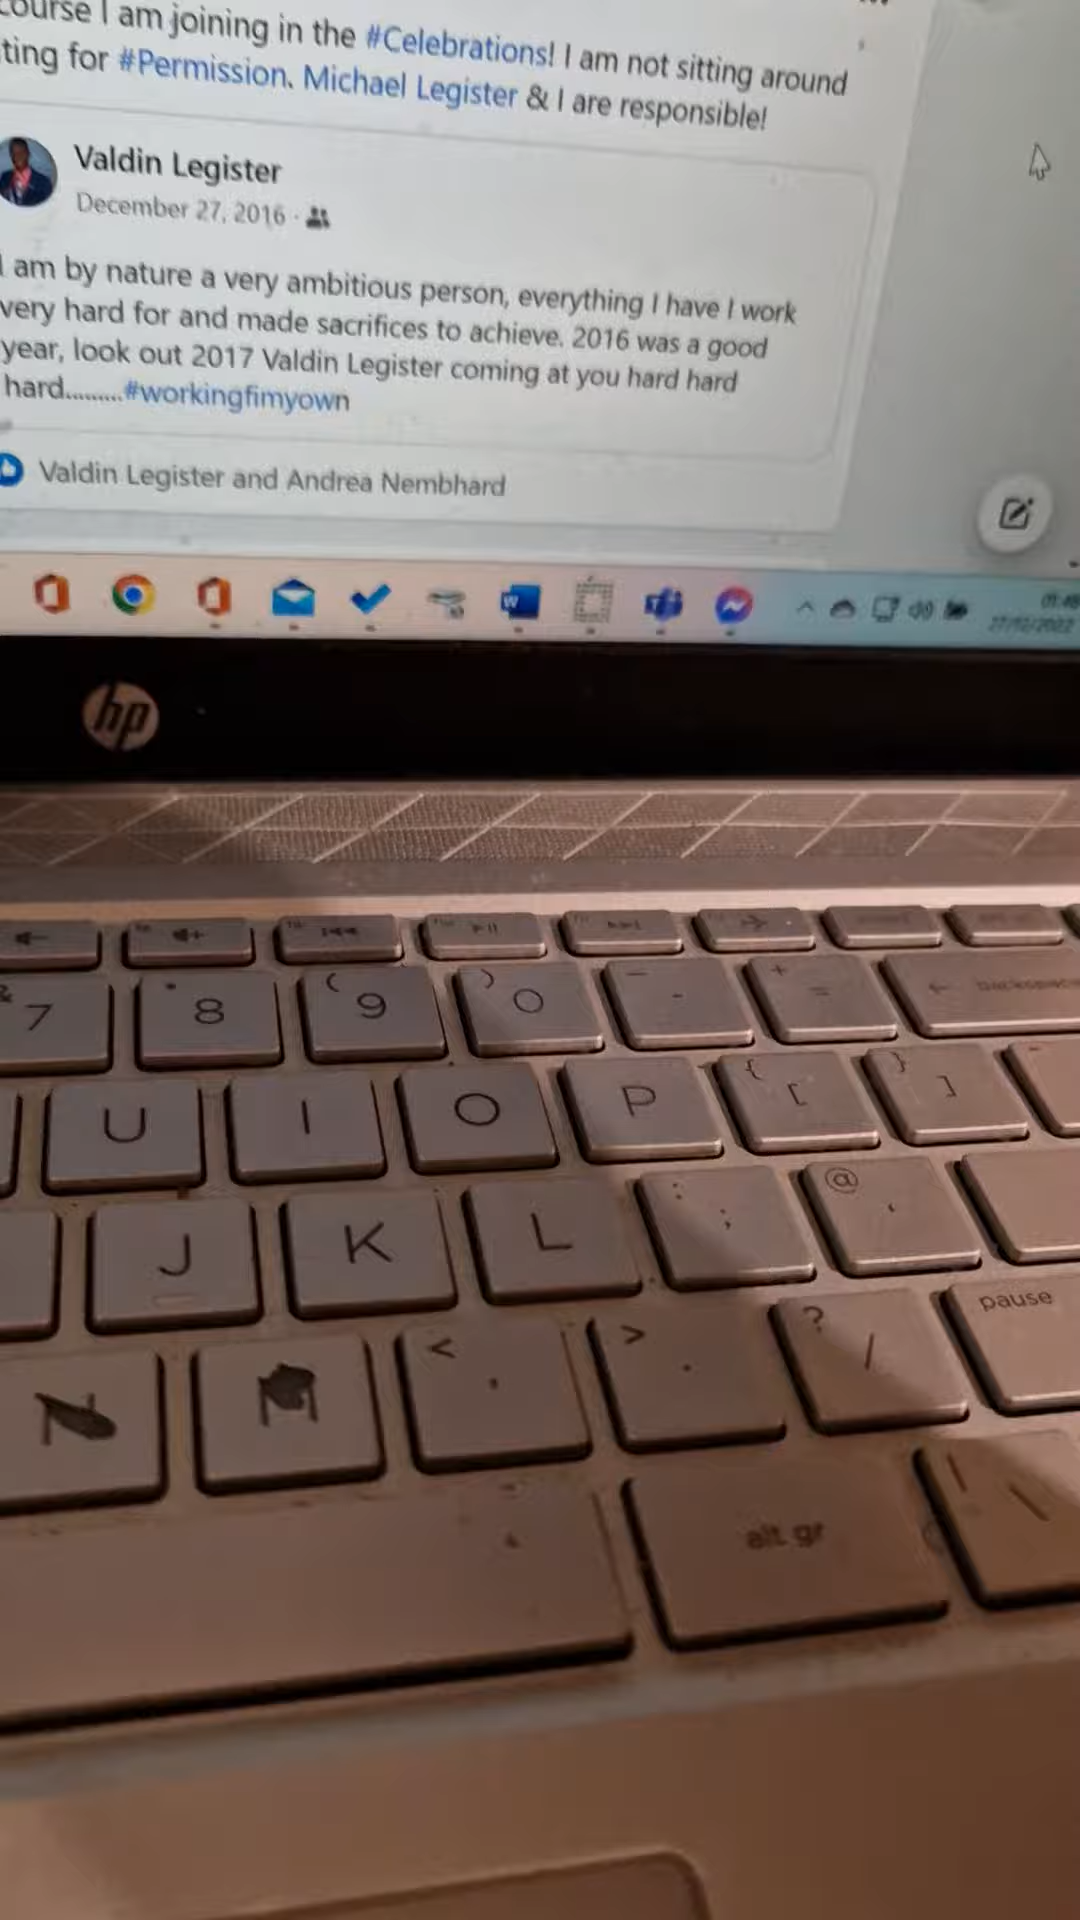 course I am joining in the #Celebrations! I am not sitting around
ting for #Permission. Michael Legister & I are responsible!
Valdin Legister
December 27, 2016 ·
I am by nature a very ambitious person, everything I have I work
very hard for and made sacrifices to achieve. 2016 was a good
year, look out 2017 Valdin Legister coming at you hard hard
hard.........#workingfimyown
Valdin Legister and Andrea Nembhard
hp
& 7 * 8 ( 9 ) 0 - + = backspace
U I O P { [ } ]
J K L : ; @ '
N M < , > . ? / pause
alt gr | \